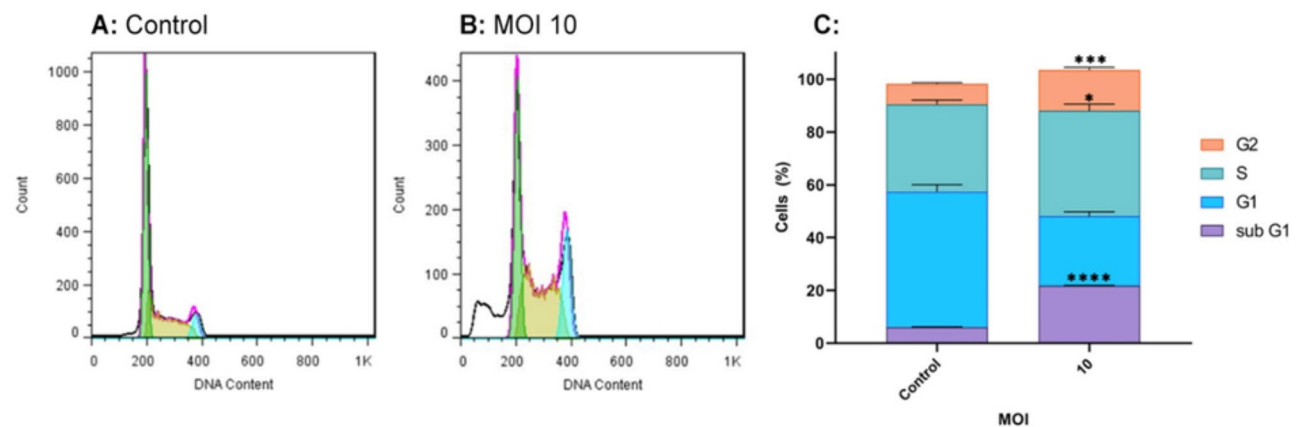 A: Control
1000
800
600
400
200
0
Count
0 200 400 600 800 1K
DNA Content
B: MOI 10
400
300
200
100
0
Count
0 200 400 600 800 1K
DNA Content
C:
100
80
60
40
20
0
Cells (%)
***
*
****
Control
10
MOI
G2
S
G1
sub G1